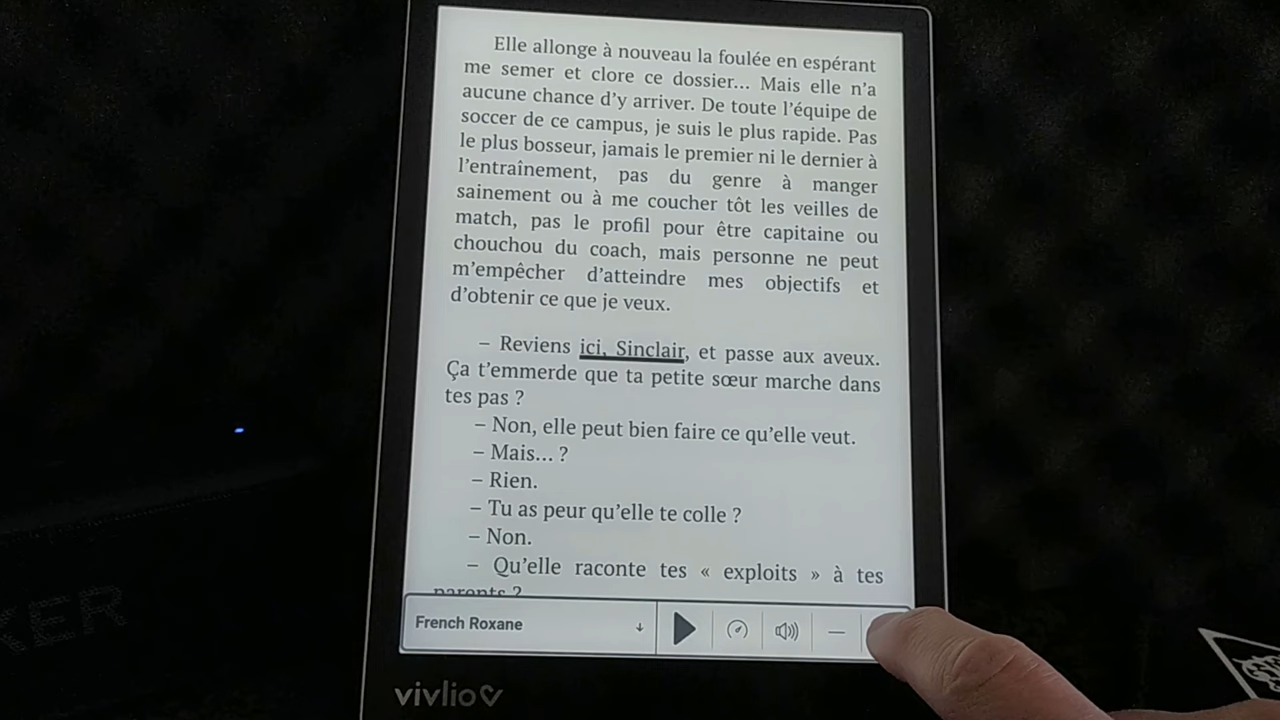 Elle allonge à nouveau la foulée en espérant
me semer et clore ce dossier... Mais elle n'a
aucune chance d'y arriver. De toute l'équipe de
soccer de ce campus, je suis le plus rapide. Pas
le plus bosseur, jamais le premier ni le dernier à
l'entraînement, pas du genre à manger
sainement ou à me coucher tôt les veilles de
match, pas le profil pour être capitaine ou
chouchou du coach, mais personne ne peut
m'empêcher d'atteindre mes objectifs et
d'obtenir ce que je veux.
– Reviens ici, Sinclair, et passe aux aveux.
Ça t'emmerde que ta petite sœur marche dans
tes pas ?
– Non, elle peut bien faire ce qu'elle veut.
– Mais... ?
– Rien.
– Tu as peur qu'elle te colle ?
– Non.
– Qu'elle raconte tes « exploits » à tes
parents ?
French Roxane
vivlio
KER